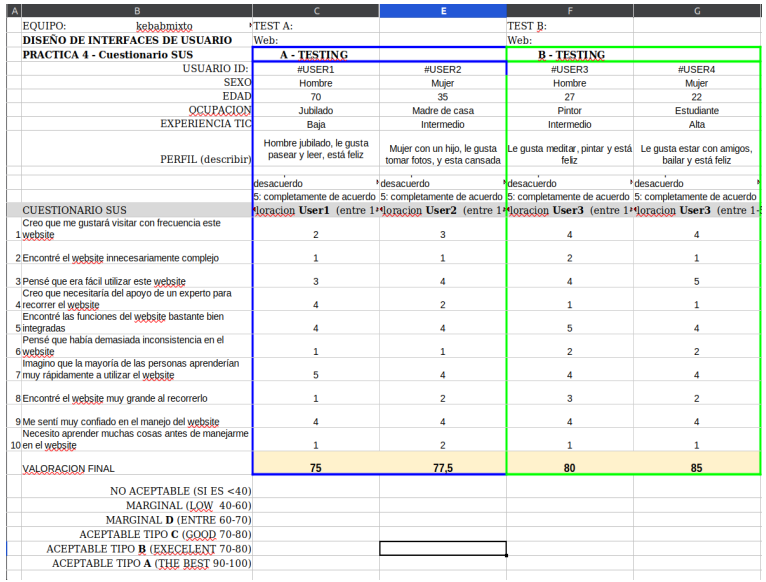 A B C E F G
EQUIPO: kebabmixto TEST A: TEST B:
DISEÑO DE INTERFACES DE USUARIO Web: Web:
PRACTICA 4 - Cuestionario SUS A - TESTING B - TESTING
USUARIO ID: #USER1 #USER2 #USER3 #USER4
SEXO Hombre Mujer Hombre Mujer
EDAD 70 35 27 22
OCUPACION Jubilado Madre de casa Pintor Estudiante
EXPERIENCIA TIC Baja Intermedio Intermedio Alta
PERFIL (describir) Hombre jubilado, le gusta pasear y leer, está feliz Mujer con un hijo, le gusta tomar fotos, y esta cansada Le gusta meditar, pintar y está feliz Le gusta estar con amigos, bailar y está feliz
desacuerdo desacuerdo desacuerdo desacuerdo
5: completamente de acuerdo 5: completamente de acuerdo 5: completamente de acuerdo 5: completamente de acuerdo
CUESTIONARIO SUS loracion User1 (entre 1 loracion User2 (entre 1 loracion User3 (entre 1 loracion User3 (entre 1-5
Creo que me gustará visitar con frecuencia este
1 website 2 3 4 4
2 Encontré el website innecesariamente complejo 1 1 2 1
3 Pensé que era fácil utilizar este website 3 4 4 5
Creo que necesitaría del apoyo de un experto para
4 recorrer el website 4 2 1 1
Encontré las funciones del website bastante bien
5 integradas 4 4 5 4
Pensé que había demasiada inconsistencia en el
6 website 1 1 2 2
Imagino que la mayoría de las personas aprenderían
7 muy rápidamente a utilizar el website 5 4 4 4
8 Encontré el website muy grande al recorrerlo 1 2 3 2
9 Me sentí muy confiado en el manejo del website 4 4 4 4
Necesito aprender muchas cosas antes de manejarme
10 en el website 1 2 1 1
VALORACION FINAL 75 77,5 80 85
NO ACEPTABLE (SI ES <40)
MARGINAL (LOW 40-60)
MARGINAL D (ENTRE 60-70)
ACEPTABLE TIPO C (GOOD 70-80)
ACEPTABLE TIPO B (EXECELENT 70-80)
ACEPTABLE TIPO A (THE BEST 90-100)